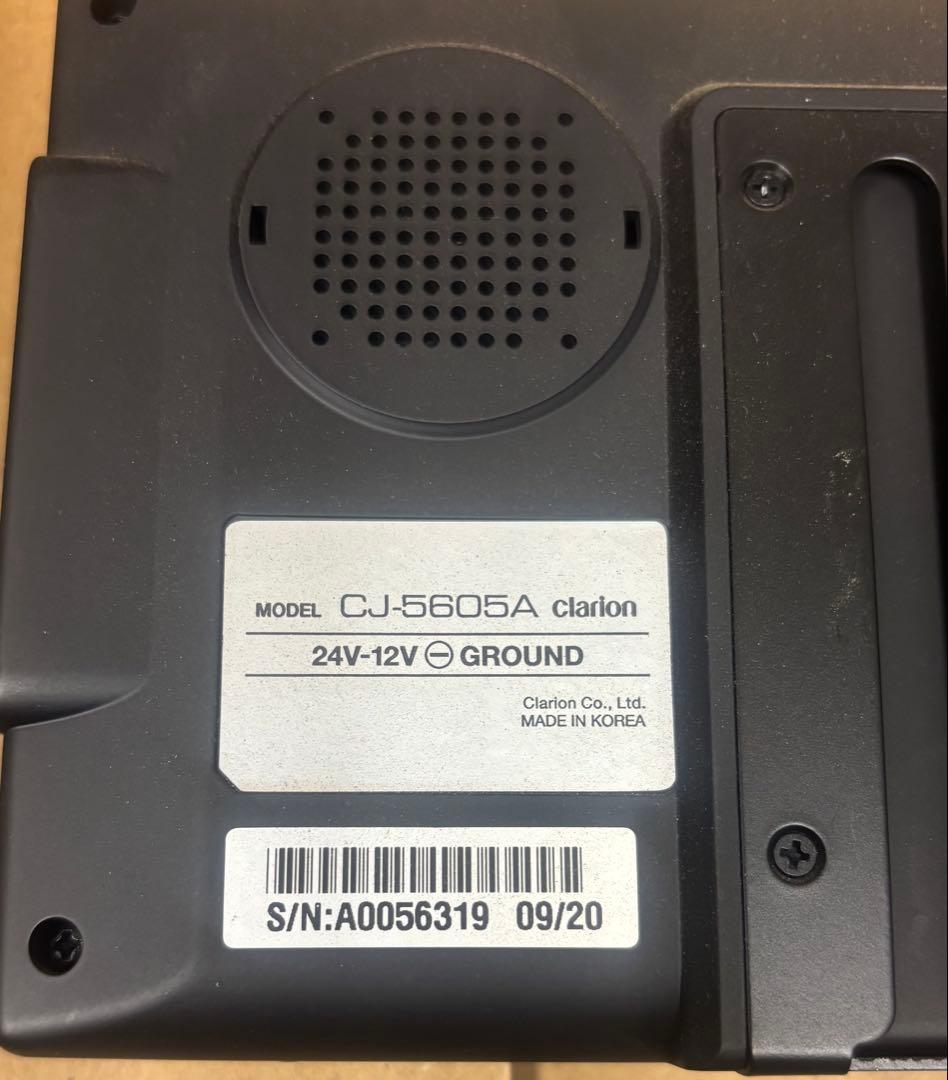 MODEL CJ-5605A clarion
24V-12V ⊖ GROUND
Clarion Co., Ltd.
MADE IN KOREA
S/N:A0056319 09/20